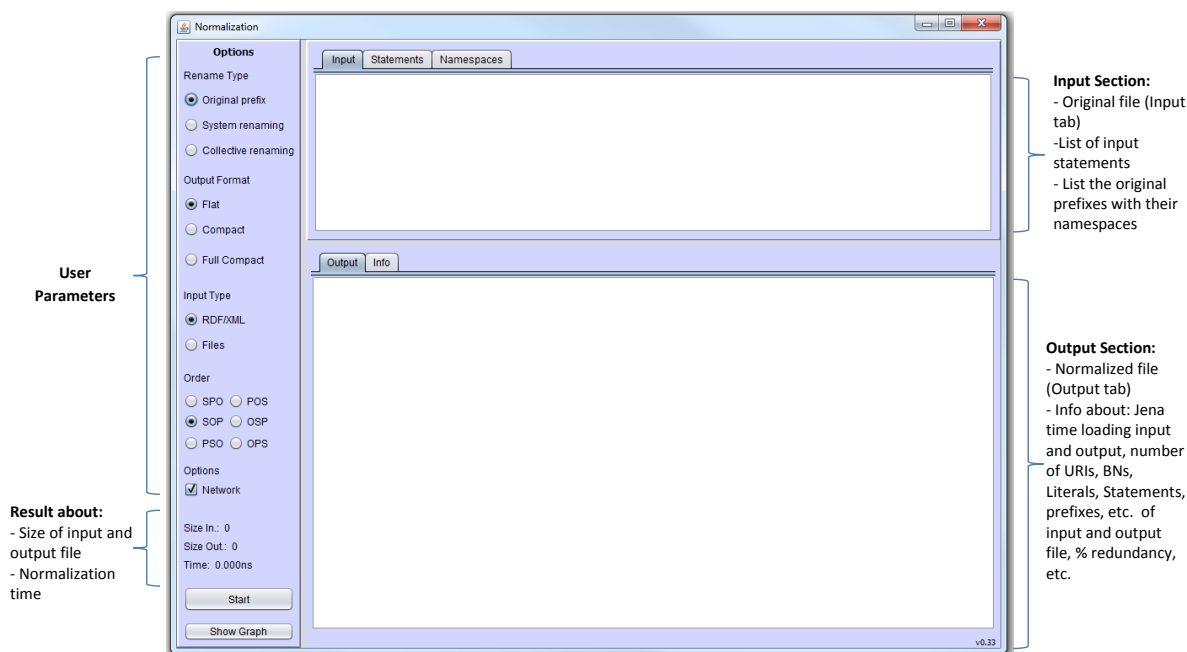 Normalization
Options
Rename Type
Original prefix
System renaming
Collective renaming
Output Format
Flat
Compact
Full Compact
Input Type
RDF/XML
Files
Order
SPO POS
SOP OSP
PSO OPS
Options
Network
Size In.: 0
Size Out.: 0
Time: 0.000ns
Start
Show Graph
Input Statements Namespaces
Output Info
v0.33
User
Parameters
Result about:
- Size of input and
output file
- Normalization
time
Input Section:
- Original file (Input
tab)
-List of input
statements
- List the original
prefixes with their
namespaces
Output Section:
- Normalized file
(Output tab)
- Info about: Jena
time loading input
and output, number
of URIs, BNs,
Literals, Statements,
prefixes, etc. of
input and output
file, % redundancy,
etc.